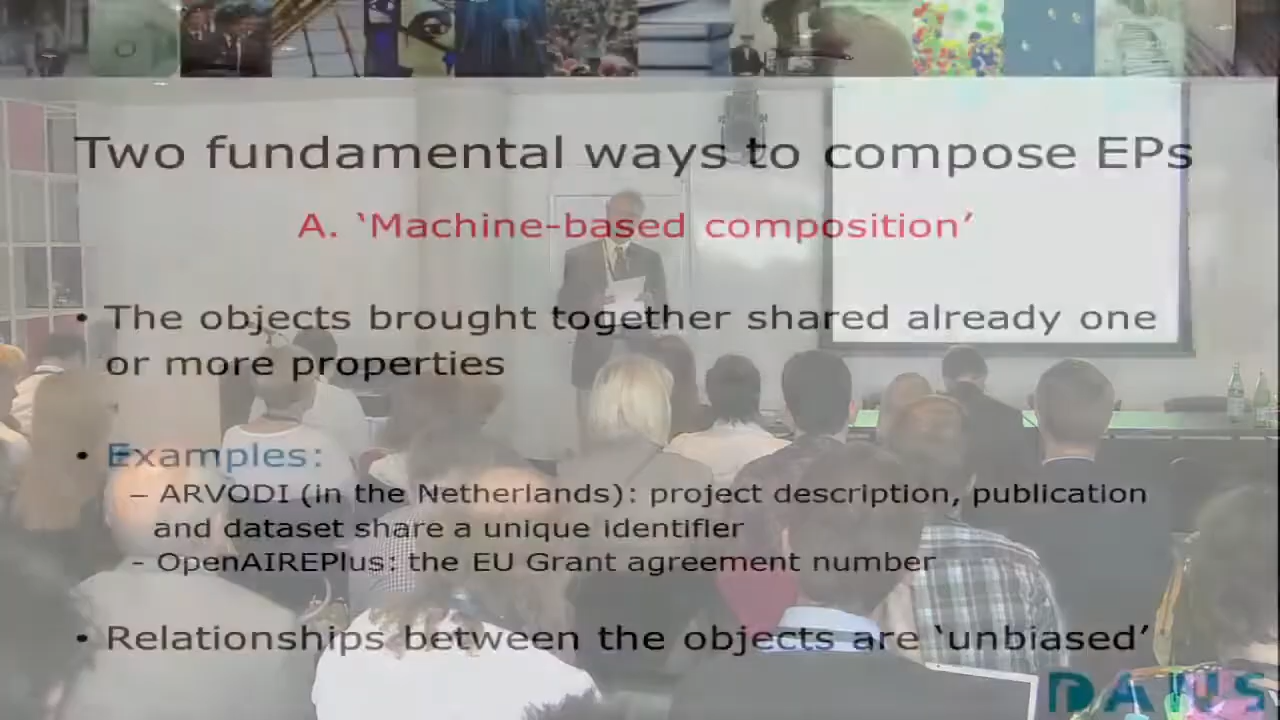 Two fundamental ways to compose EPs
A. ‘Machine-based composition’
• The objects brought together shared already one
or more properties
• Examples:
– ARVODI (in the Netherlands): project description, publication
and dataset share a unique identifier
- OpenAIREPlus: the EU Grant agreement number
• Relationships between the objects are ‘unbiased’
DANS